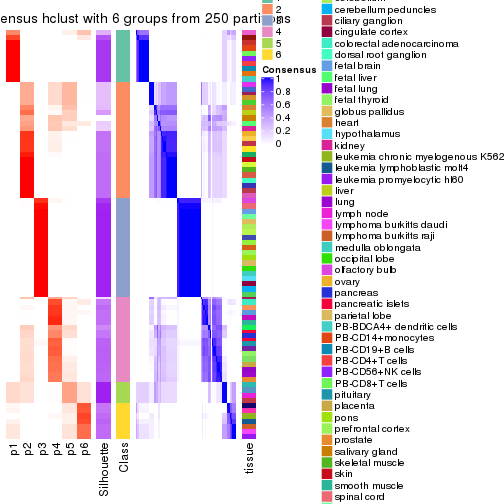 ensus hclust with 6 groups from 250 parti
ns
2
4
5
6
Consensus
1
0.8
0.6
0.4
0.2
0
p1
p2
p3
p4
p5
p6
Silhouette
Class
tissue
cerebellum peduncles
ciliary ganglion
cingulate cortex
colorectal adenocarcinoma
dorsal root ganglion
fetal brain
fetal liver
fetal lung
fetal thyroid
globus pallidus
heart
hypothalamus
kidney
leukemia chronic myelogenous K562
leukemia lymphoblastic molt4
leukemia promyelocytic hl60
liver
lung
lymph node
lymphoma burkitts daudi
lymphoma burkitts raji
medulla oblongata
occipital lobe
olfactory bulb
ovary
pancreas
pancreatic islets
parietal lobe
PB-BDCA4+ dendritic cells
PB-CD14+monocytes
PB-CD19+B cells
PB-CD4+T cells
PB-CD56+NK cells
PB-CD8+T cells
pituitary
placenta
pons
prefrontal cortex
prostate
salivary gland
skeletal muscle
skin
smooth muscle
spinal cord